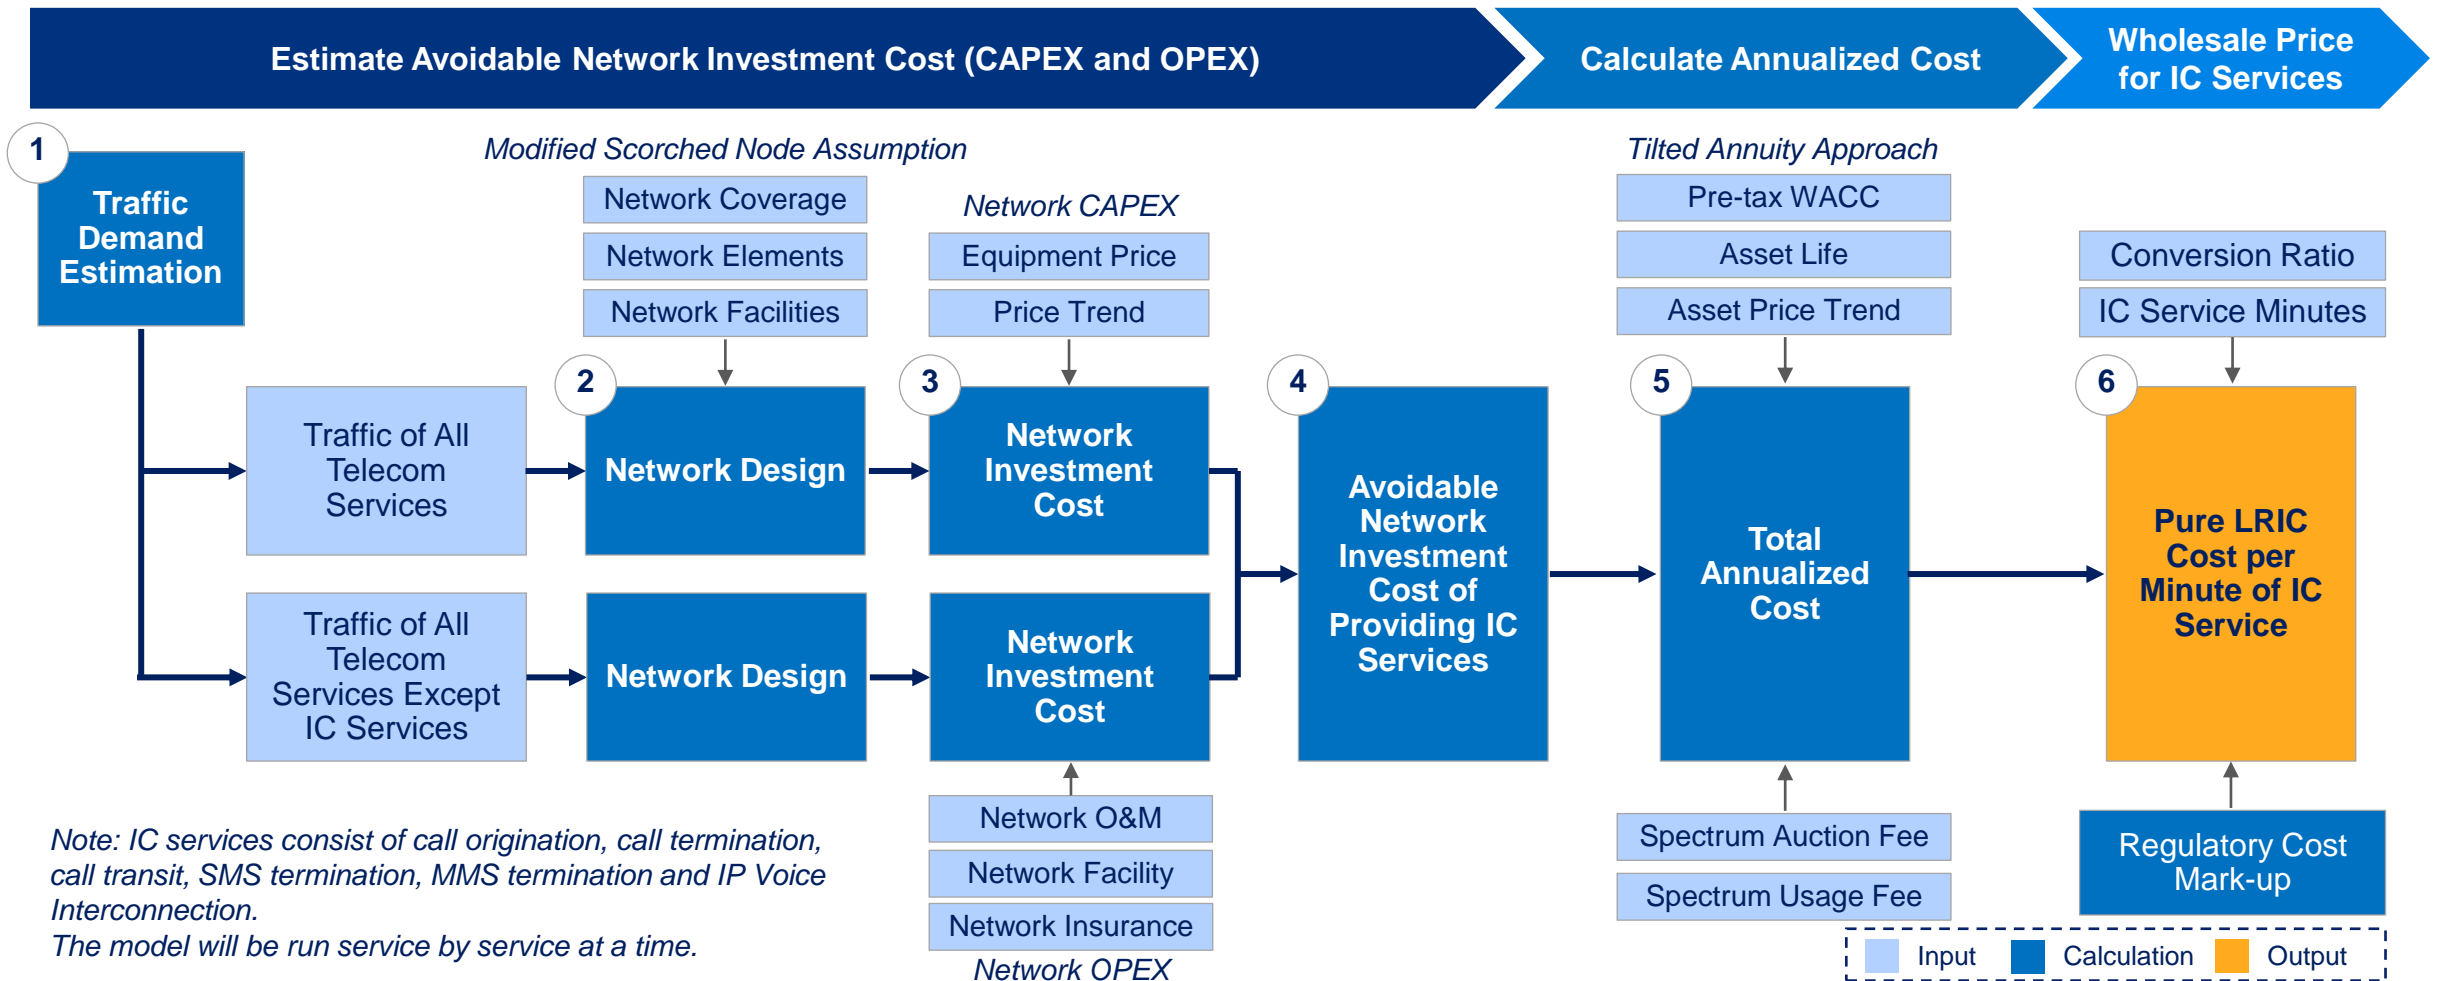 Estimate Avoidable Network Investment Cost (CAPEX and OPEX)
Calculate Annualized Cost
Wholesale Price
for IC Services
1
Traffic
Demand
Estimation
Modified Scorched Node Assumption
Network Coverage
Network Elements
Network Facilities
Network CAPEX
Equipment Price
Price Trend
Tilted Annuity Approach
Pre-tax WACC
Asset Life
Asset Price Trend
Conversion Ratio
IC Service Minutes
Traffic of All
Telecom
Services
2
Network Design
3
Network
Investment
Cost
4
Avoidable
Network
Investment
Cost of
Providing IC
Services
5
Total
Annualized
Cost
6
Pure LRIC
Cost per
Minute of IC
Service
Traffic of All
Telecom
Services Except
IC Services
Network Design
Network
Investment
Cost
Network O&M
Network Facility
Network Insurance
Network OPEX
Spectrum Auction Fee
Spectrum Usage Fee
Regulatory Cost
Mark-up
Note: IC services consist of call origination, call termination,
call transit, SMS termination, MMS termination and IP Voice
Interconnection.
The model will be run service by service at a time.
Input
Calculation
Output